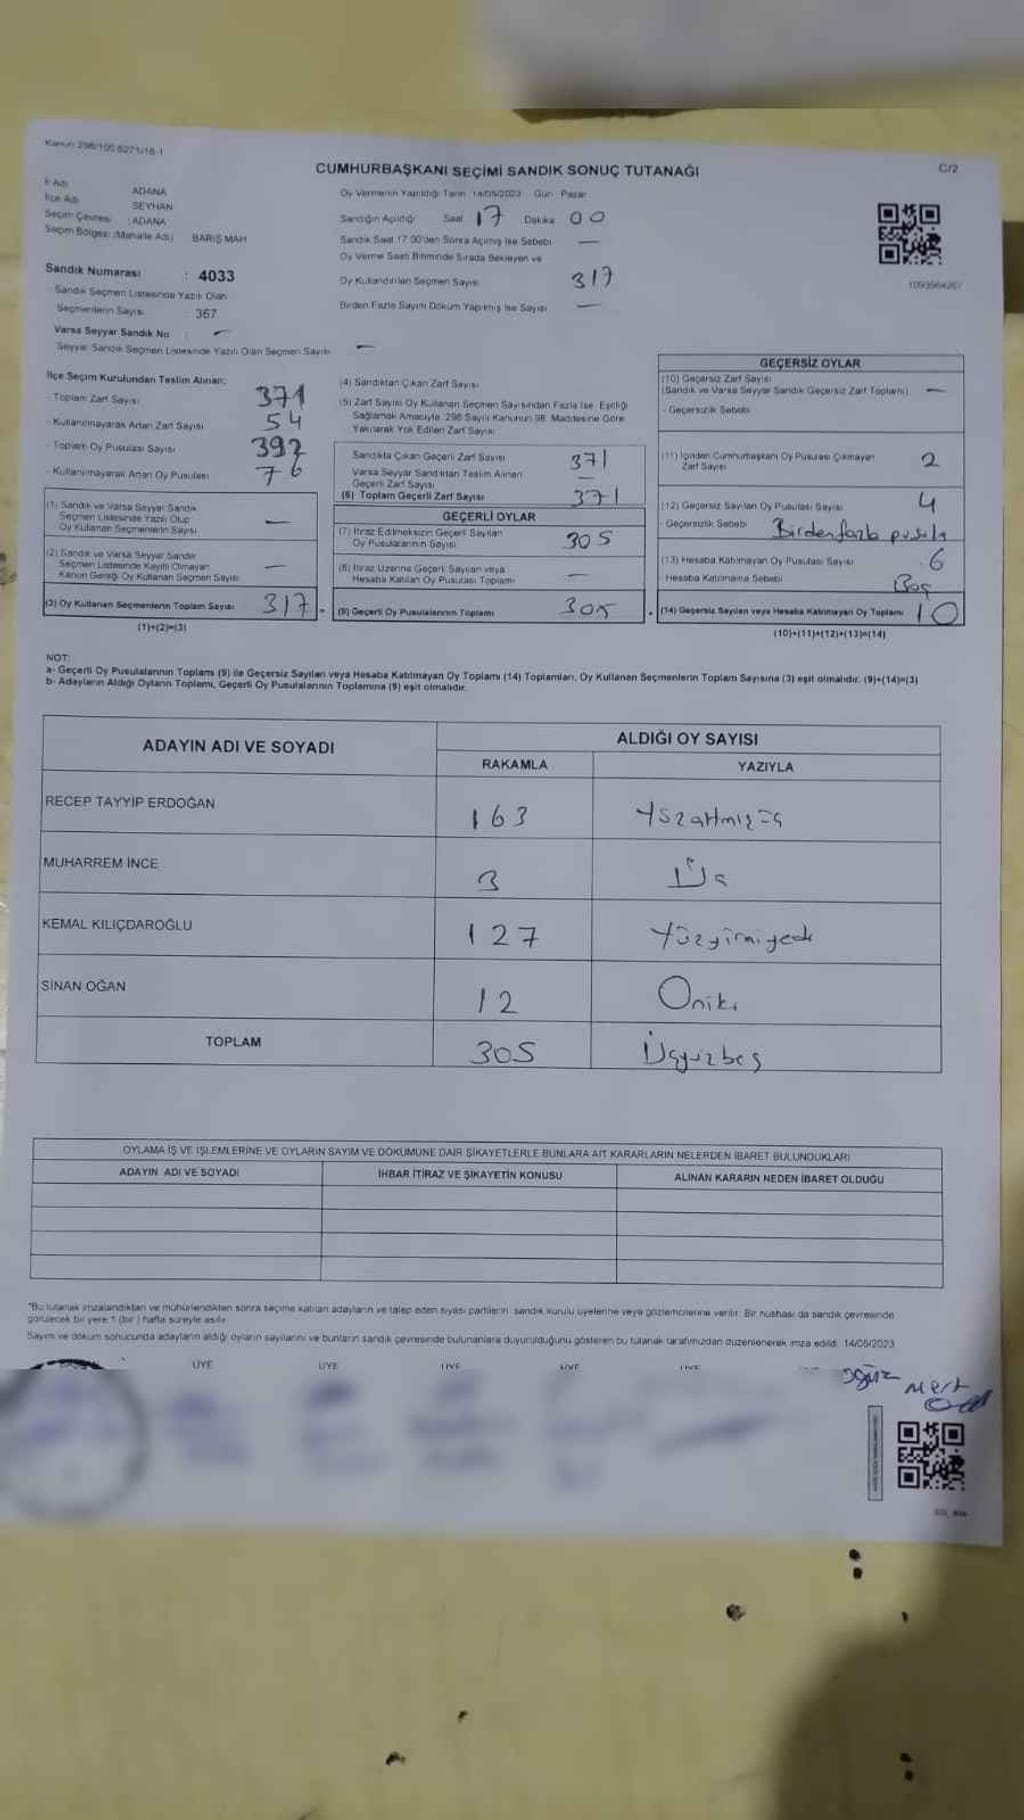 Kanun 298/100 6271/18-1
CUMHURBAŞKANI SEÇİMİ SANDIK SONUÇ TUTANAĞI
C/2
İl Adı ADANA
İlçe Adı SEYHAN
Seçim Çevresi : ADANA
Seçim Bölgesi (Mahalle Adı) BARIŞ MAH
Oy Vermenin Yapıldığı Tarih 14/05/2023 Gün Pazar
Sandığın Açıldığı Saat 17 Dakika 00
Sandık Saat 17:00'den Sonra Açılmış İse Sebebi —
Oy Verme Saati Bitiminde Sırada Bekleyen ve
Oy Kullandırılan Seçmen Sayısı 317
Birden Fazla Sayım Döküm Yapılmış İse Sayısı —
Sandık Numarası : 4033
Sandık Seçmen Listesinde Yazılı Olan
Seçmenlerin Sayısı 367
Varsa Seyyar Sandık No —
Seyyar Sandık Seçmen Listesinde Yazılı Olan Seçmen Sayısı —
İlçe Seçim Kurulundan Teslim Alınan:
- Toplam Zarf Sayısı 371
- Kullanılmayarak Artan Zarf Sayısı 54
- Toplam Oy Pusulası Sayısı 393
- Kullanılmayarak Artan Oy Pusulası 76
(1) Sandık ve Varsa Seyyar Sandık
Seçmen Listesinde Yazılı Olup
Oy Kullanan Seçmenlerin Sayısı —
(2) Sandık ve Varsa Seyyar Sandık
Seçmen Listesinde Kayıtlı Olmayan
Kanun Gereği Oy Kullanan Seçmen Sayısı —
(3) Oy Kullanan Seçmenlerin Toplam Sayısı 317
(1)+(2)=(3)
(4) Sandıktan Çıkan Zarf Sayısı
(5) Zarf Sayısı Oy Kullanan Seçmen Sayısından Fazla İse, Eşitliği
Sağlamak Amacıyla, 298 Sayılı Kanunun 98. Maddesine Göre
Yakılarak Yok Edilen Zarf Sayısı
Sandıkta Çıkan Geçerli Zarf Sayısı 371
Varsa Seyyar Sandıktan Teslim Alınan
Geçerli Zarf Sayısı —
(6) Toplam Geçerli Zarf Sayısı 371
GEÇERLİ OYLAR
(7) İtiraz Edilmeksizin Geçerli Sayılan
Oy Pusulalarının Sayısı 305
(8) İtiraz Üzerine Geçerli Sayılan veya
Hesaba Katılan Oy Pusulası Toplamı —
(9) Geçerli Oy Pusulalarının Toplamı 305
GEÇERSİZ OYLAR
(10) Geçersiz Zarf Sayısı
(Sandık ve Varsa Seyyar Sandık Geçersiz Zarf Toplamı) —
- Geçersizlik Sebebi
(11) İçinden Cumhurbaşkanı Oy Pusulası Çıkmayan
Zarf Sayısı 2
(12) Geçersiz Sayılan Oy Pusulası Sayısı 4
- Geçersizlik Sebebi Birdenfazla pusula
(13) Hesaba Katılmayan Oy Pusulası Sayısı 6
- Hesaba Katılmama Sebebi Boş
(14) Geçersiz Sayılan veya Hesaba Katılmayan Oy Toplamı 10
(10)+(11)+(12)+(13)=(14)
NOT:
a- Geçerli Oy Pusulalarının Toplamı (9) ile Geçersiz Sayılan veya Hesaba Katılmayan Oy Toplamı (14) Toplamları, Oy Kullanan Seçmenlerin Toplam Sayısına (3) eşit olmalıdır. (9)+(14)=(3)
b- Adayların Aldığı Oyların Toplamı, Geçerli Oy Pusulalarının Toplamına (9) eşit olmalıdır.
ADAYIN ADI VE SOYADI
ALDIĞI OY SAYISI
RAKAMLA YAZIYLA
RECEP TAYYİP ERDOĞAN 163 Yüzaltmışüç
MUHARREM İNCE 3 Üç
KEMAL KILIÇDAROĞLU 127 Yüzyirmiyedi
SİNAN OĞAN 12 Oniki
TOPLAM 305 Üçyüzbeş
OYLAMA İŞ VE İŞLEMLERİNE VE OYLARIN SAYIM VE DÖKÜMÜNE DAİR ŞİKAYETLERLE BUNLARA AİT KARARLARIN NELERDEN İBARET BULUNDUKLARI
ADAYIN ADI VE SOYADI İHBAR İTİRAZ VE ŞİKAYETİN KONUSU ALINAN KARARIN NEDEN İBARET OLDUĞU
*Bu tutanak imzalandıktan ve mühürlendikten sonra seçime katılan adayların ve talep eden siyasi partilerin sandık kurulu üyelerine veya gözlemcilerine verilir. Bir nüshası da sandık çevresinde
görülecek bir yere 1 (bir) hafta süreyle asılır.
Sayım ve döküm sonucunda adayların aldığı oyların sayılarını ve bunların sandık çevresinde bulunanlara duyurulduğunu gösteren bu tutanak tarafımızdan düzenlenerek imza edildi. 14/05/2023
ÜYE ÜYE ÜYE ÜYE
Oğuz
Mert